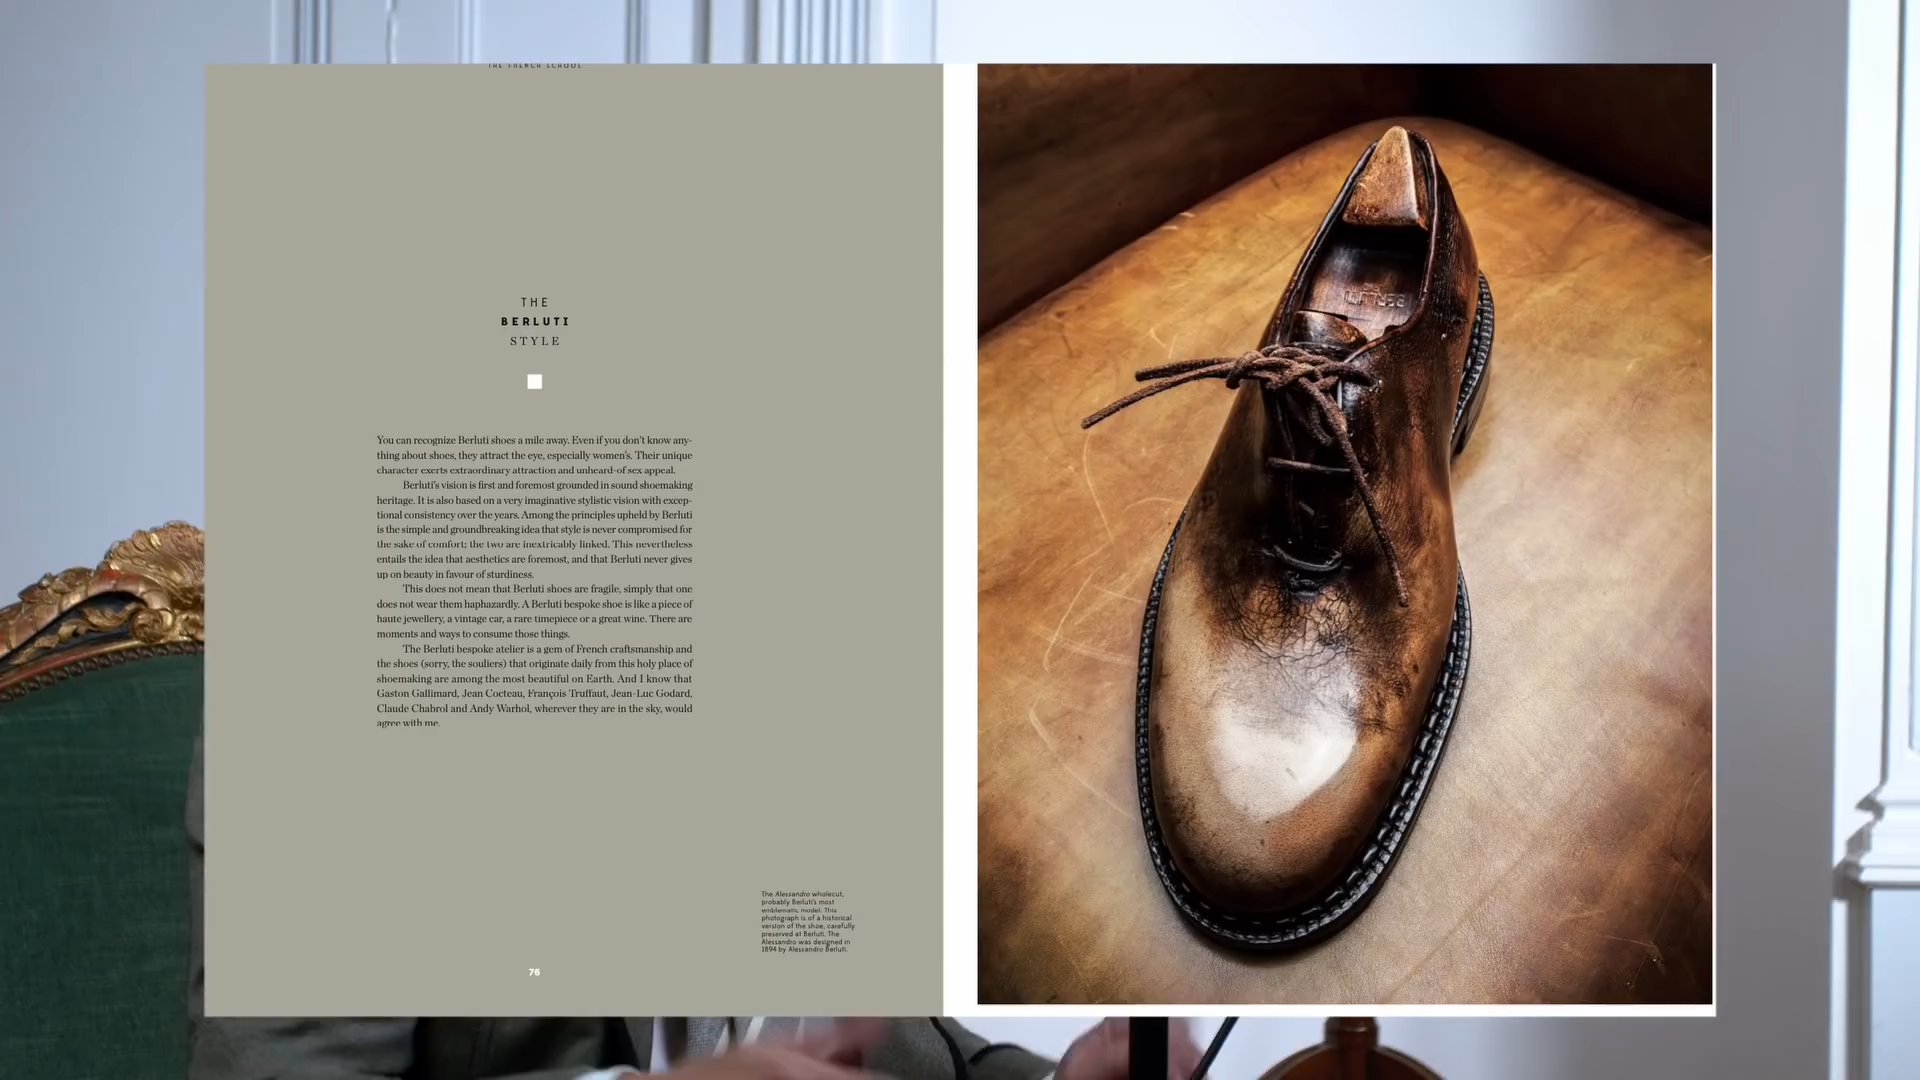 THE FRENCH SCHOOL
THE
BERLUTI
STYLE
You can recognize Berluti shoes a mile away. Even if you don't know any-
thing about shoes, they attract the eye, especially women's. Their unique
character exerts extraordinary attraction and unheard-of sex appeal.
Berluti's vision is first and foremost grounded in sound shoemaking
heritage. It is also based on a very imaginative stylistic vision with excep-
tional consistency over the years. Among the principles upheld by Berluti
is the simple and groundbreaking idea that style is never compromised for
the sake of comfort; the two are inextricably linked. This nevertheless
entails the idea that aesthetics are foremost, and that Berluti never gives
up on beauty in favour of sturdiness.
This does not mean that Berluti shoes are fragile, simply that one
does not wear them haphazardly. A Berluti bespoke shoe is like a piece of
haute jewellery, a vintage car, a rare timepiece or a great wine. There are
moments and ways to consume those things.
The Berluti bespoke atelier is a gem of French craftsmanship and
the shoes (sorry, the souliers) that originate daily from this holy place of
shoemaking are among the most beautiful on Earth. And I know that
Gaston Gallimard, Jean Cocteau, François Truffaut, Jean-Luc Godard,
Claude Chabrol and Andy Warhol, wherever they are in the sky, would
agree with me.
The Alessandro wholecut,
probably Berluti's most
emblematic model. This
photograph is of a historical
version of the shoe, carefully
preserved at Berluti. The
Alessandro was designed in
1894 by Alessandro Berluti.
76
BERLUTI